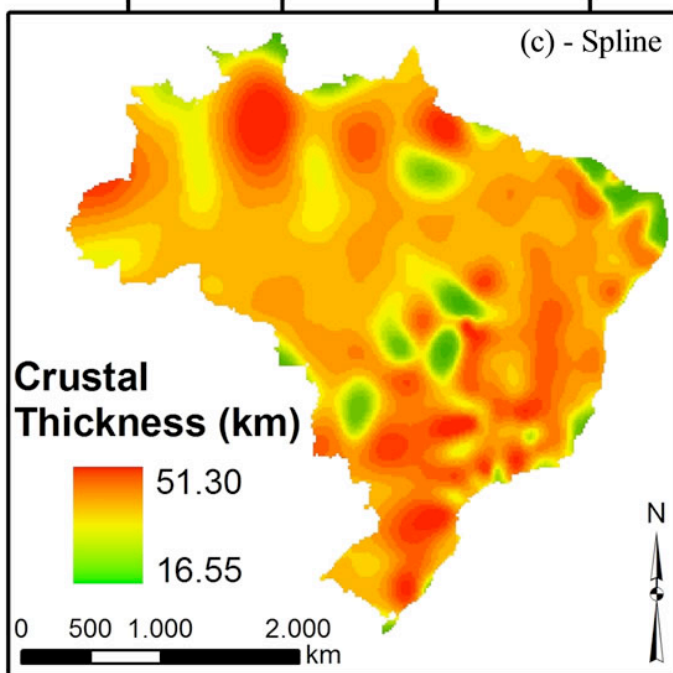 (c) - Spline
Crustal
Thickness (km)
51.30
16.55
N
0 500 1.000 2.000
km